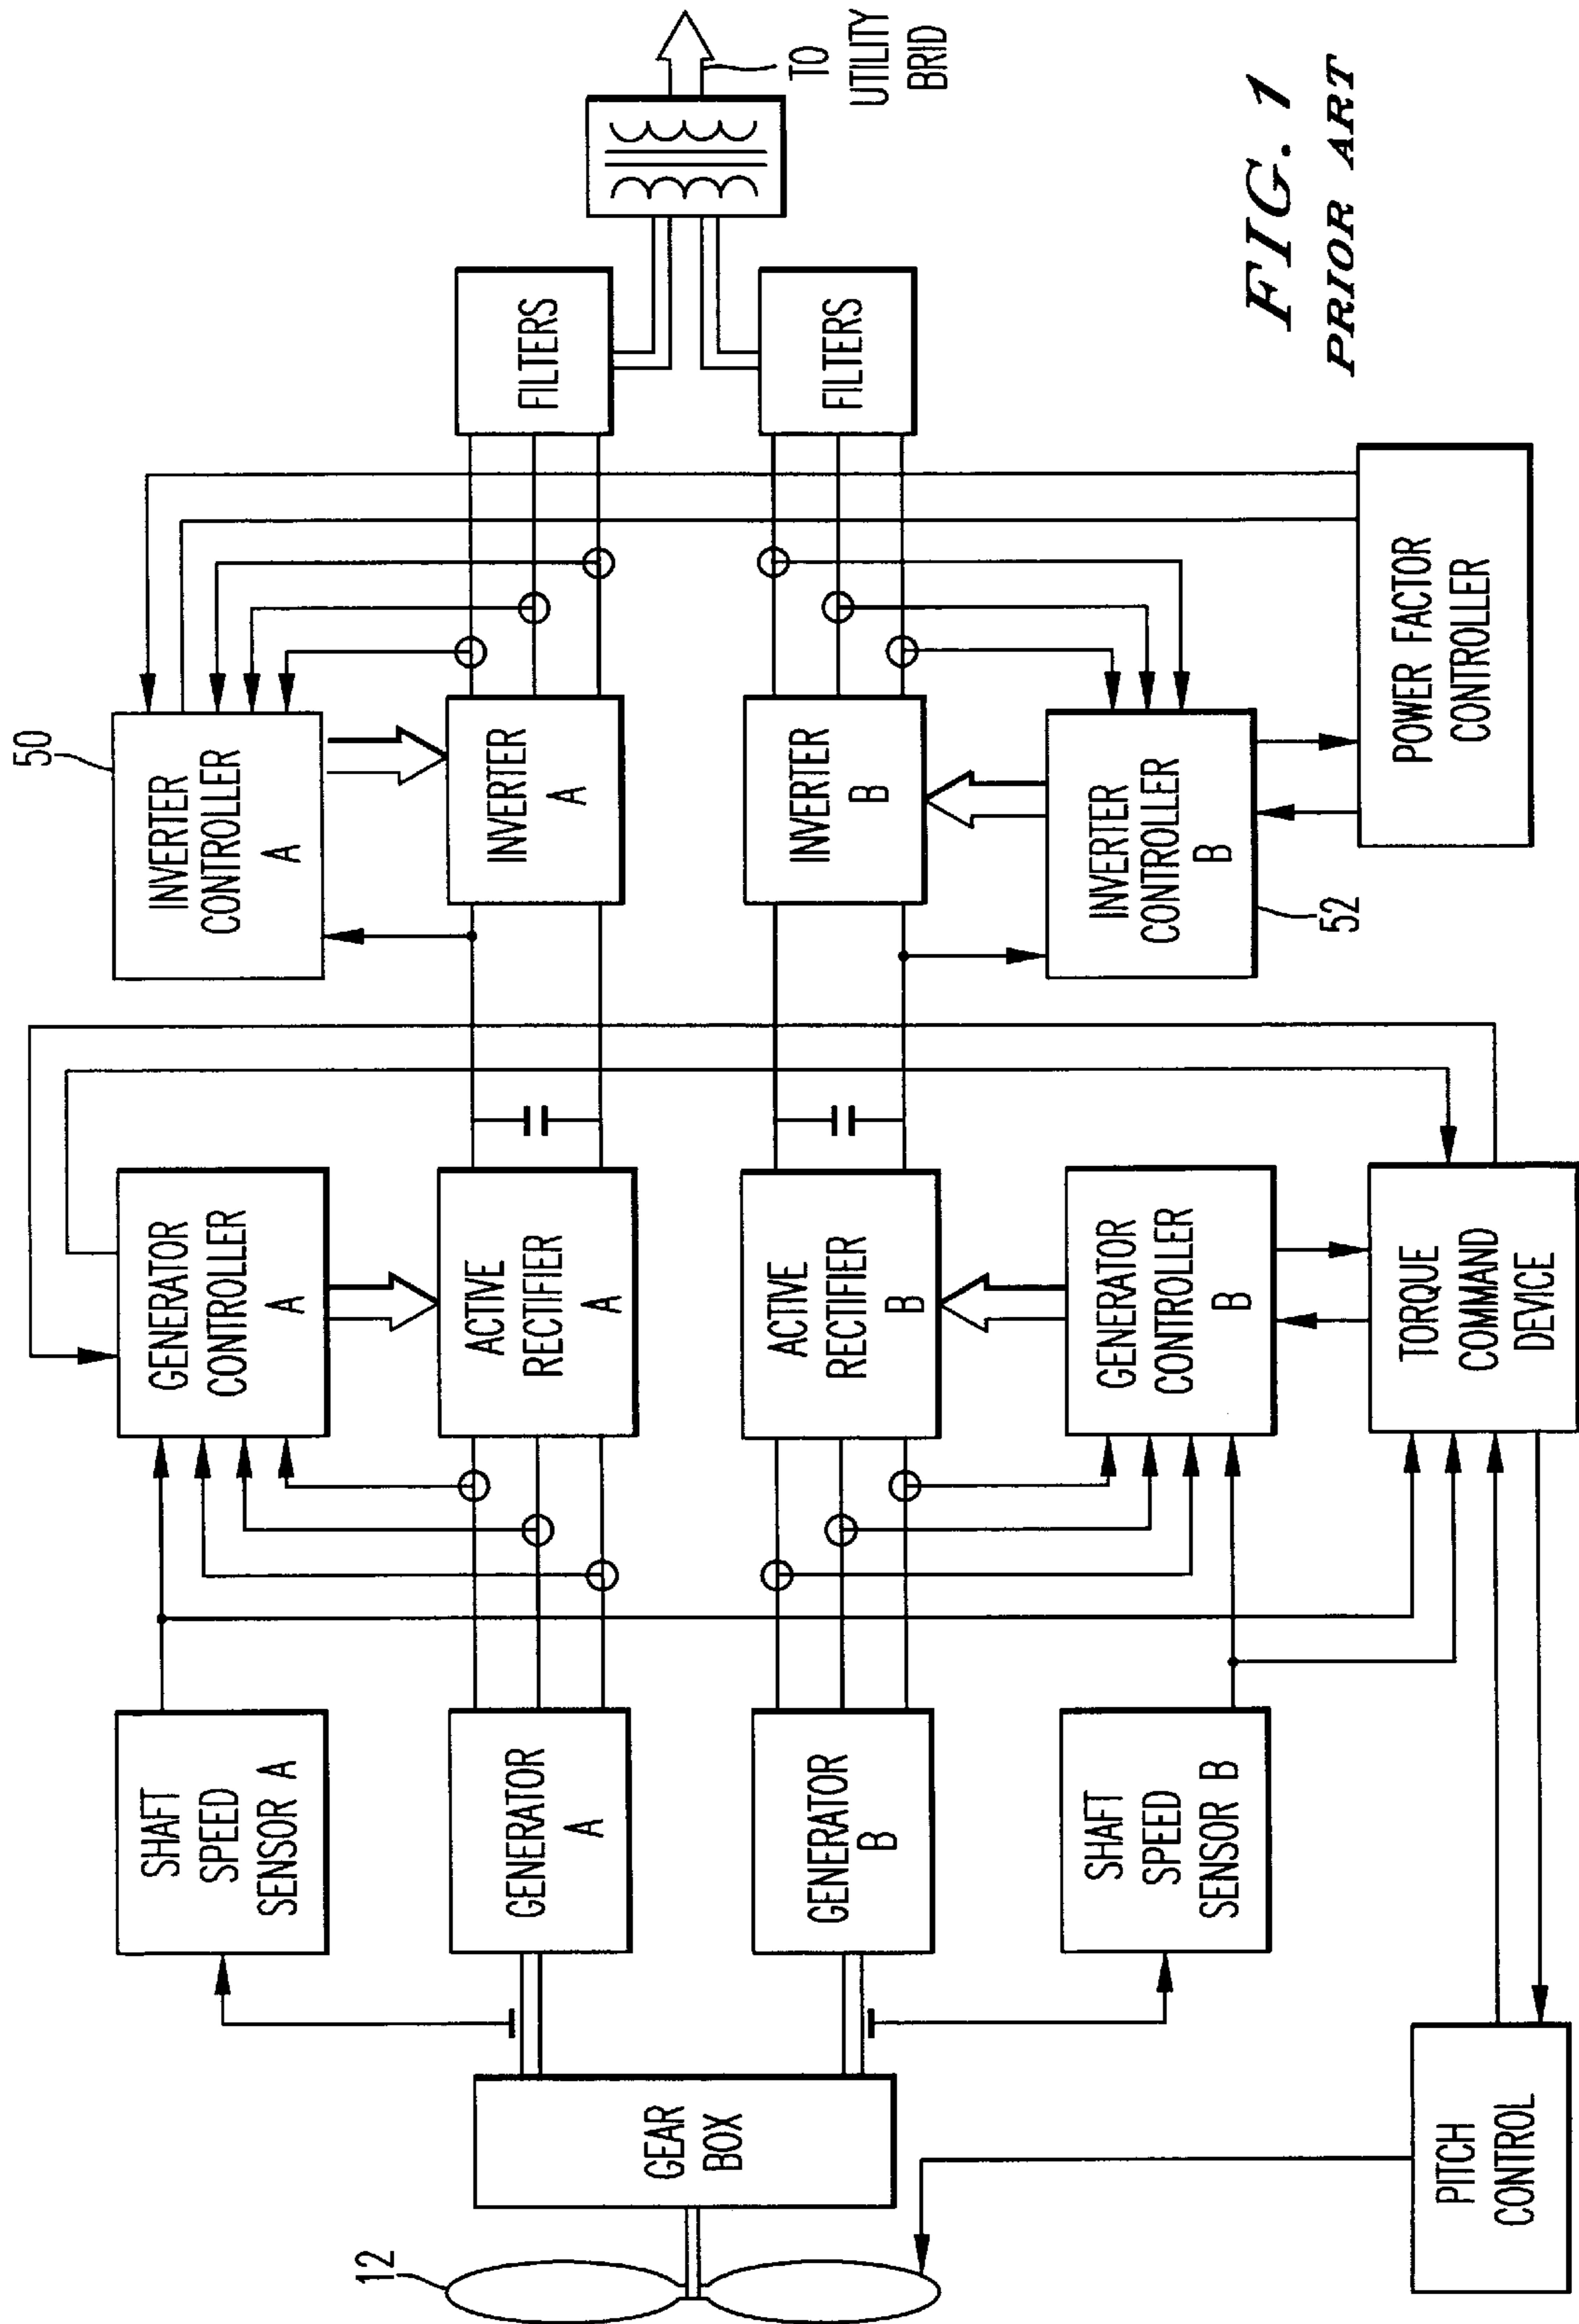 FIG. 1
PRIOR ART
50
INVERTER
CONTROLLER
A
GENERATOR
CONTROLLER
A
SHAFT
SPEED
SENSOR A
12
GEAR
BOX
GENERATOR
A
ACTIVE
RECTIFIER
A
INVERTER
A
FILTERS
TO
UTILITY
BRID
GENERATOR
B
ACTIVE
RECTIFIER
B
INVERTER
B
FILTERS
SHAFT
SPEED
SENSOR B
GENERATOR
CONTROLLER
B
INVERTER
CONTROLLER
B
52
PITCH
CONTROL
TORQUE
COMMAND
DEVICE
POWER FACTOR
CONTROLLER